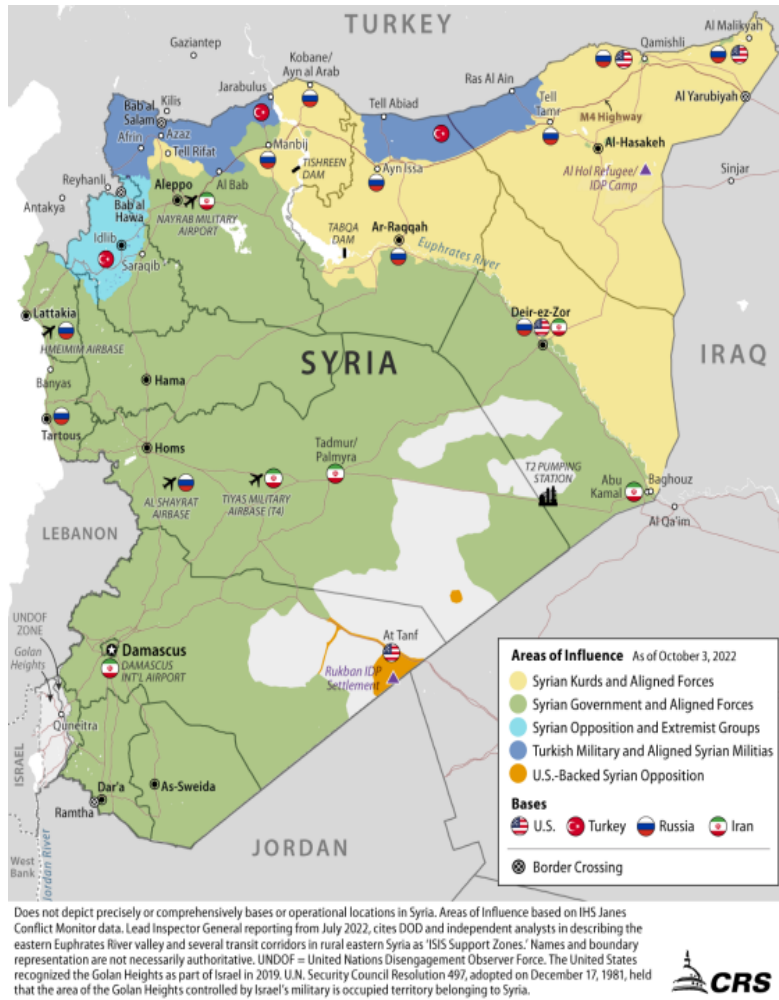 TURKEY
Al Malikyah
Gaziantep
Qamishli
Kobane/
Ayn al Arab
Ras Al Ain
Jarabulus
Kilis
Bab al
Salam
Tell Abiad
Tell
Tamr
M4 Highway
Al Yarubiyah
Azaz
Afrin
Manbij
Al-Hasakeh
Tell Rifat
TISHREEN
DAM
Ayn Issa
Al Hol Refugee/
IDP Camp
Sinjar
Reyhanli
Aleppo
Al Bab
Antakya
Bab al
Hawa
NAYRAB MILITARY
AIRPORT
TABQA
DAM
Ar-Raqqah
Idlib
Euphrates River
Saraqib
Lattakia
Deir-ez-Zor
HMEIMIM AIRBASE
SYRIA
IRAQ
Banyas
Hama
Tartous
Homs
Tadmur/
Palmyra
T2 PUMPING
STATION
Abu
Kamal
Baghouz
AL SHAYRAT
AIRBASE
TIYAS MILITARY
AIRBASE (T4)
Al Qa'im
LEBANON
UNDOF
ZONE
Golan
Heights
Damascus
DAMASCUS
INT'L AIRPORT
At Tanf
Rukban IDP
Settlement
Quneitra
ISRAEL
Dar'a
As-Sweida
Ramtha
JORDAN
West
Bank
Jordan River
Areas of Influence As of October 3, 2022
Syrian Kurds and Aligned Forces
Syrian Government and Aligned Forces
Syrian Opposition and Extremist Groups
Turkish Military and Aligned Syrian Militias
U.S.-Backed Syrian Opposition
Bases
U.S. Turkey Russia Iran
Border Crossing
Does not depict precisely or comprehensively bases or operational locations in Syria. Areas of Influence based on IHS Janes
Conflict Monitor data. Lead Inspector General reporting from July 2022, cites DOD and independent analysts in describing the
eastern Euphrates River valley and several transit corridors in rural eastern Syria as 'ISIS Support Zones.' Names and boundary
representation are not necessarily authoritative. UNDOF = United Nations Disengagement Observer Force. The United States
recognized the Golan Heights as part of Israel in 2019. U.N. Security Council Resolution 497, adopted on December 17, 1981, held
that the area of the Golan Heights controlled by Israel's military is occupied territory belonging to Syria.
CRS